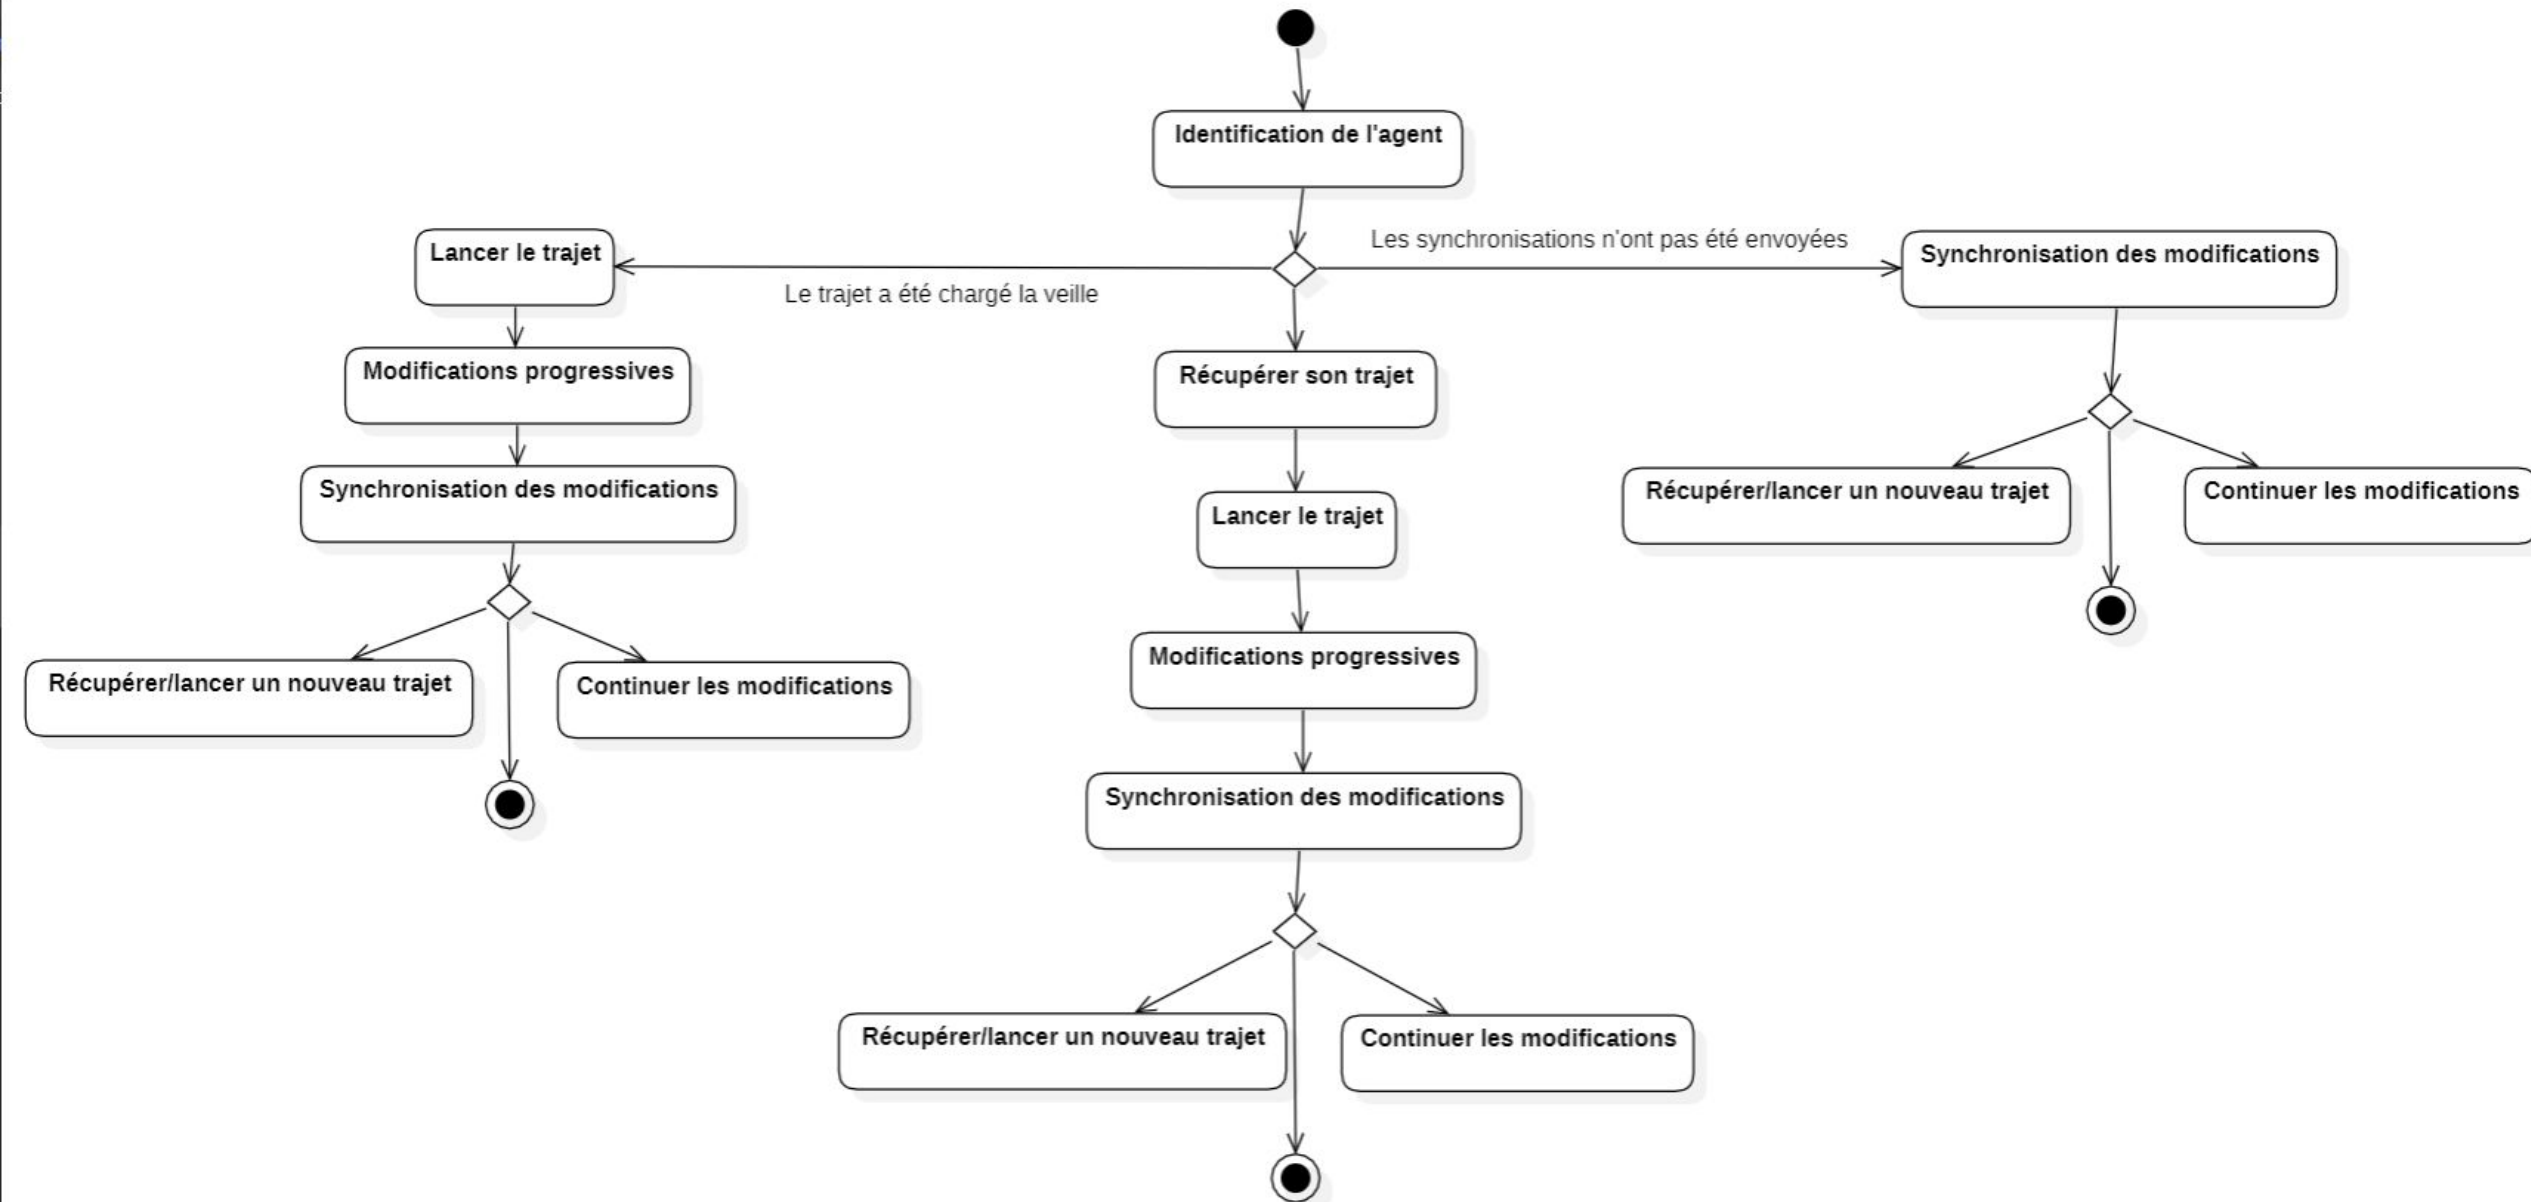 Identification de l'agent
Les synchronisations n'ont pas été envoyées
Lancer le trajet
Synchronisation des modifications
Le trajet a été chargé la veille
Modifications progressives
Récupérer son trajet
Synchronisation des modifications
Récupérer/lancer un nouveau trajet
Continuer les modifications
Lancer le trajet
Modifications progressives
Récupérer/lancer un nouveau trajet
Continuer les modifications
Synchronisation des modifications
Récupérer/lancer un nouveau trajet
Continuer les modifications